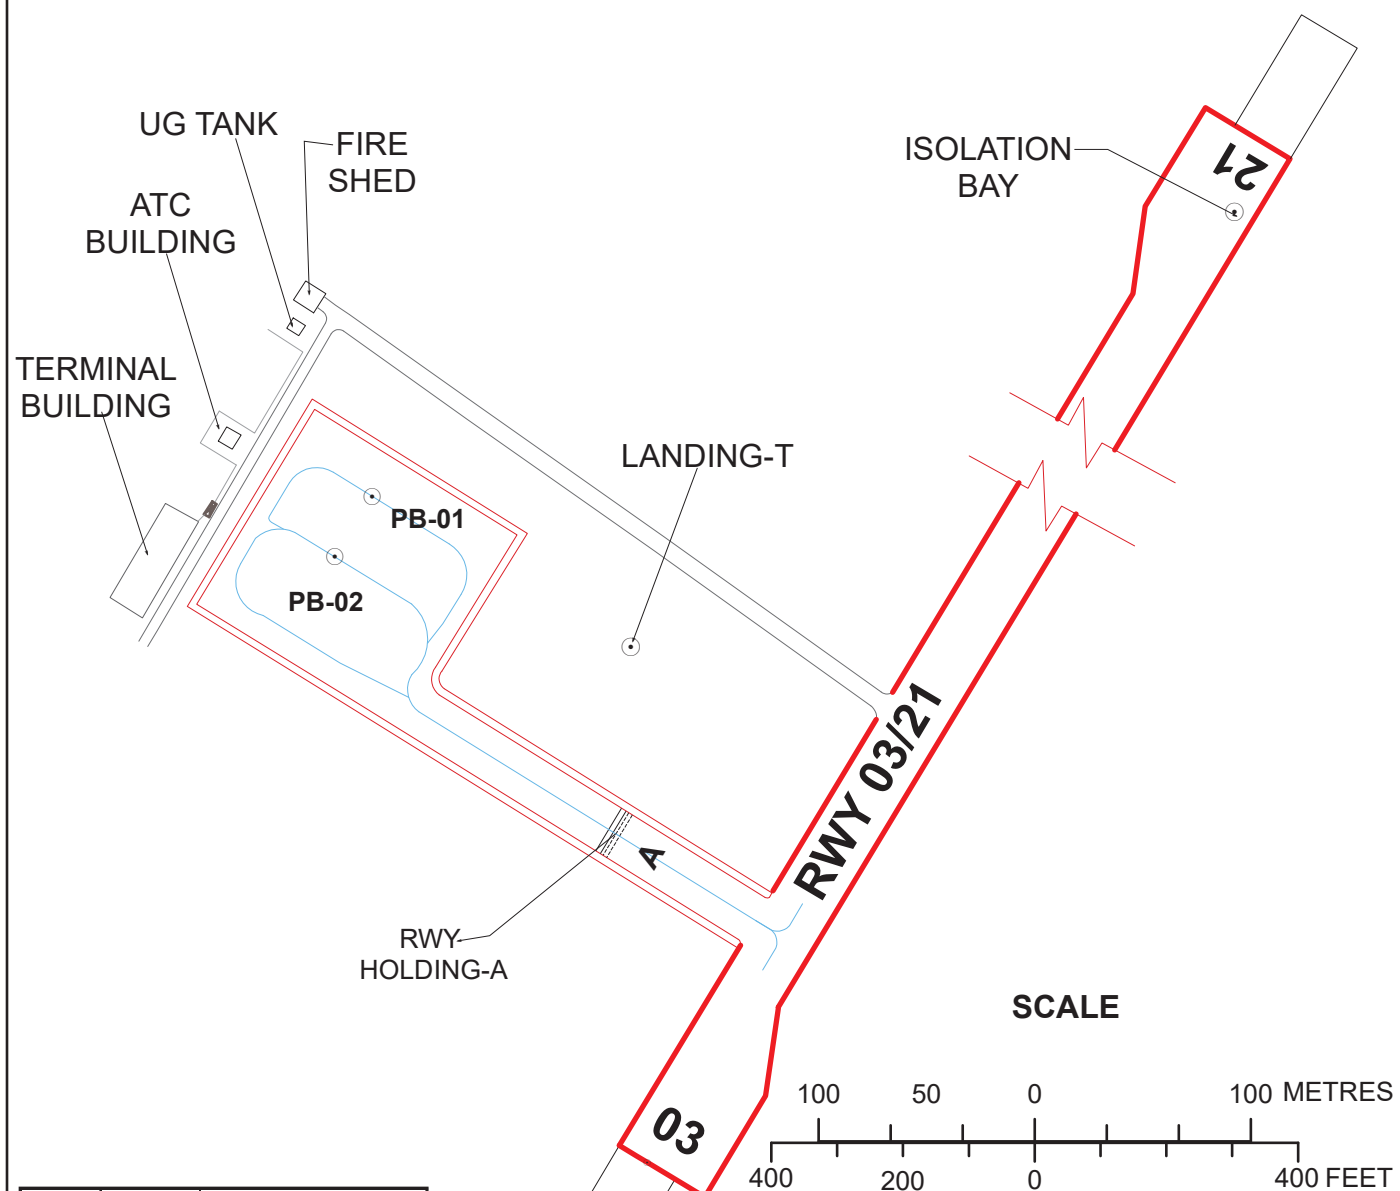 UG TANK
FIRE
SHED
ATC
BUILDING
TERMINAL
BUILDING
ISOLATION
BAY
21
LANDING-T
PB-01
PB-02
RWY 03/21
A
RWY
HOLDING-A
03
SCALE
100 50 0 100 METRES
400 200 0 400 FEET